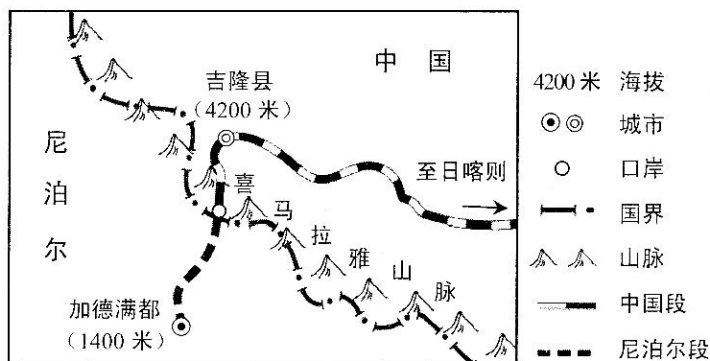 中国
吉隆县
(4200 米)
尼泊尔
至日喀则
喜马拉雅山脉
加德满都
(1400 米)
4200 米 海拔
城市
口岸
国界
山脉
中国段
尼泊尔段